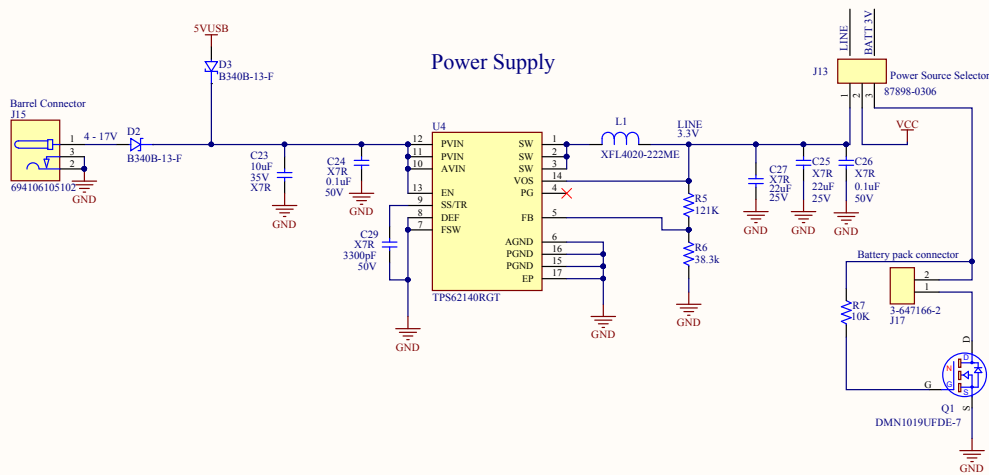 Power Supply
5VUSB
D3
B340B-13-F
Barrel Connector
J15
1
3
2
694106105102
GND
4 - 17V
D2
B340B-13-F
C23
10uF
35V
X7R
GND
C24
X7R
0.1uF
50V
GND
C29
X7R
3300pF
50V
GND
U4
12
11
10
13
9
8
7
PVIN
PVIN
AVIN
EN
SS/TR
DEF
FSW
SW
SW
SW
VOS
PG
FB
AGND
PGND
PGND
EP
1
2
3
14
4
5
6
16
15
17
TPS62140RGT
GND
L1
XFL4020-222ME
LINE
3.3V
R5
121K
R6
38.3k
GND
C27
X7R
22uF
25V
GND
C25
X7R
22uF
25V
GND
C26
X7R
0.1uF
50V
GND
LINE
BATT 3V
J13
Power Source Selector
87898-0306
1
2
3
VCC
Battery pack connector
2
1
3-647166-2
J17
R7
10K
D
D
N
G
G
S
S
Q1
DMN1019UFDE-7
GND